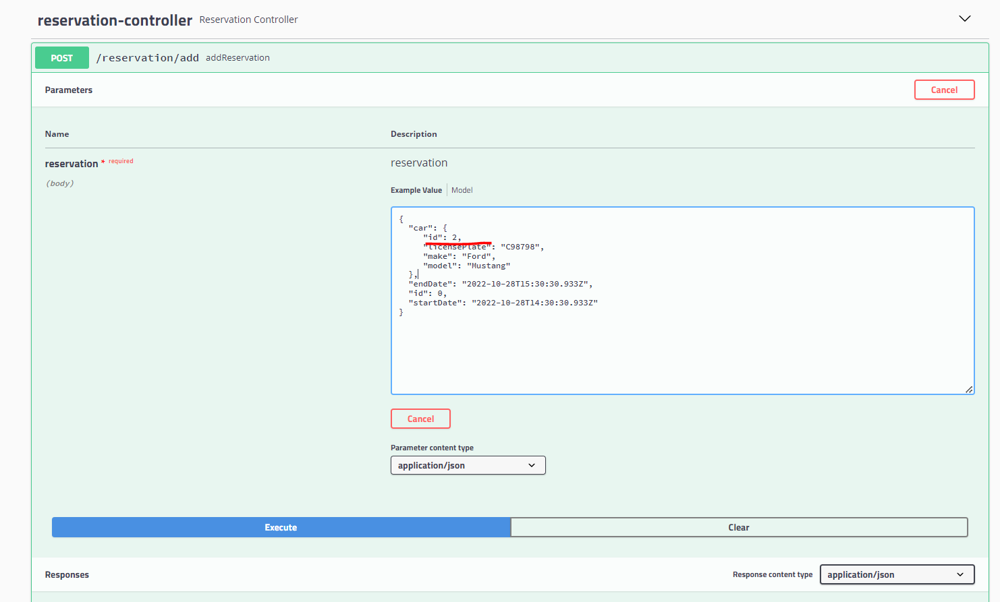 reservation-controller Reservation Controller
POST /reservation/add addReservation
Parameters Cancel
Name Description
reservation * required reservation
(body)
Example Value Model
{
  "car": {
     "id": 2,
     "licensePlate": "C98798",
     "make": "Ford",
     "model": "Mustang"
  },
  "endDate": "2022-10-28T15:30:30.933Z",
  "id": 0,
  "startDate": "2022-10-28T14:30:30.933Z"
}
Cancel
Parameter content type
application/json
Execute Clear
Responses Response content type application/json